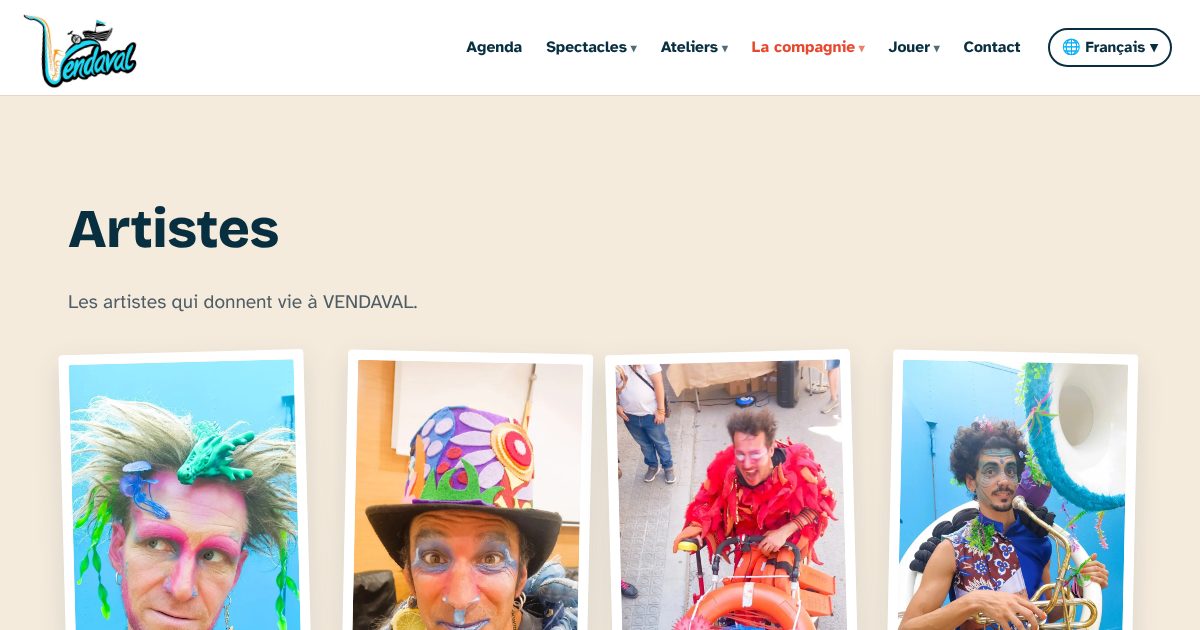 Vendaval
Agenda Spectacles ▾ Ateliers ▾ La compagnie ▾ Jouer ▾ Contact 🌐 Français ▾
Artistes
Les artistes qui donnent vie à VENDAVAL.